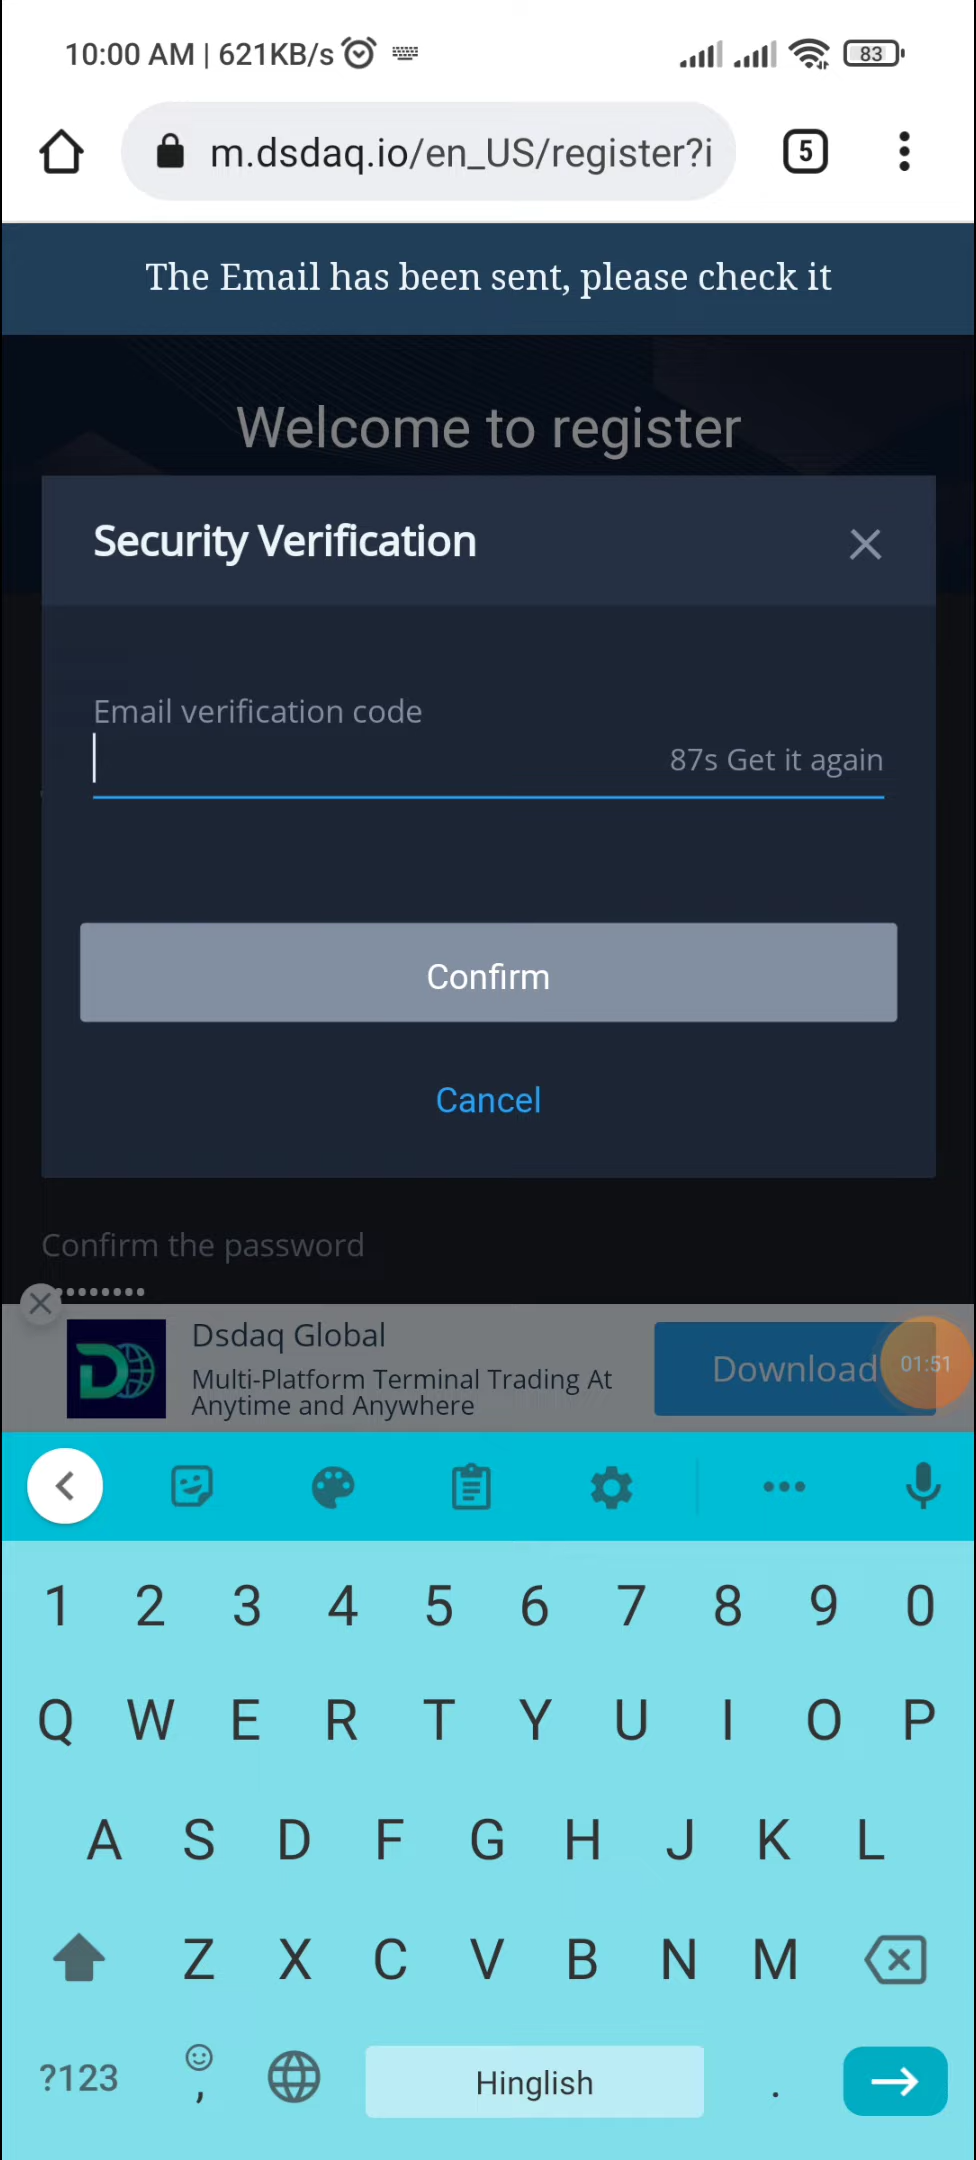 10:00 AM | 621KB/s 83
m.dsdaq.io/en_US/register?i 5
The Email has been sent, please check it
Welcome to register
Security Verification
Email verification code
87s Get it again
Confirm
Cancel
Confirm the password
Dsdaq Global
Multi-Platform Terminal Trading At
Anytime and Anywhere
Download
01:51
1 2 3 4 5 6 7 8 9 0
Q W E R T Y U I O P
A S D F G H J K L
Z X C V B N M
?123 , Hinglish .